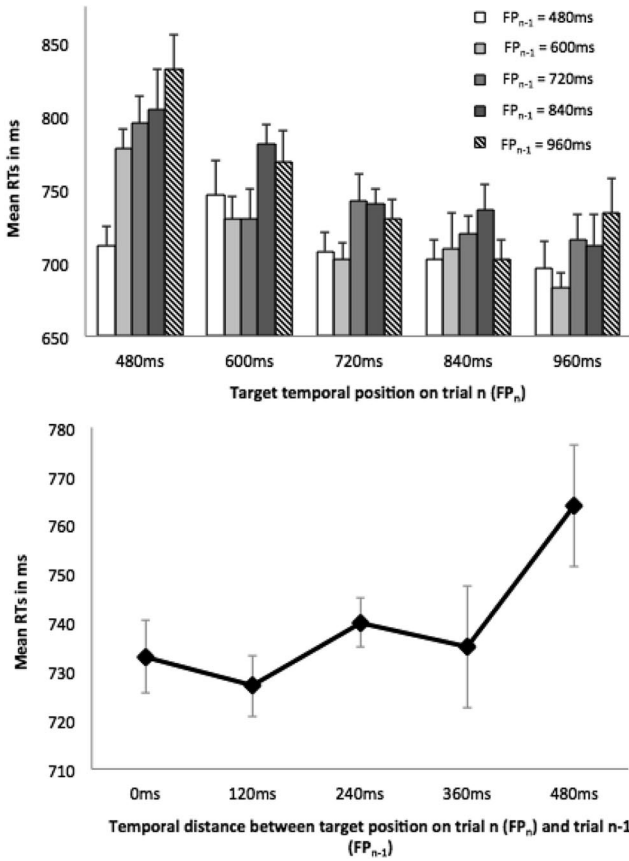 850
800
750
700
650
Mean RTs in ms
FPn-1 = 480ms
FPn-1 = 600ms
FPn-1 = 720ms
FPn-1 = 840ms
FPn-1 = 960ms
480ms 600ms 720ms 840ms 960ms
Target temporal position on trial n (FPn)
780
770
760
750
740
730
720
710
Mean RTs in ms
0ms 120ms 240ms 360ms 480ms
Temporal distance between target position on trial n (FPn) and trial n-1
(FPn-1)